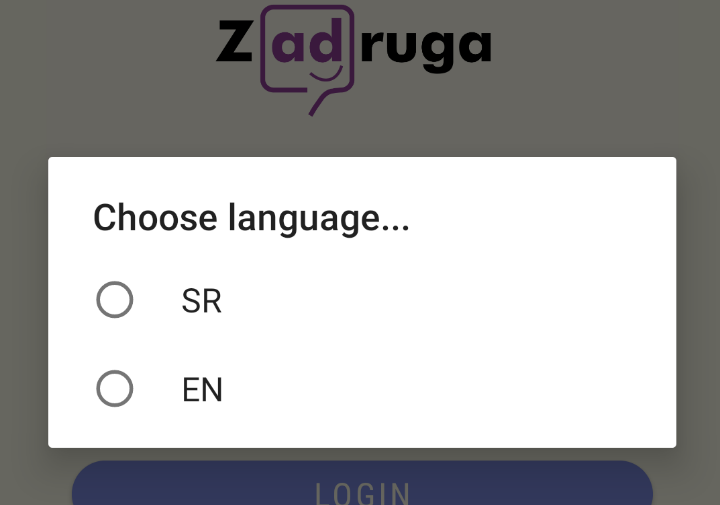 Zadruga
Choose language...
SR
EN
LOGIN